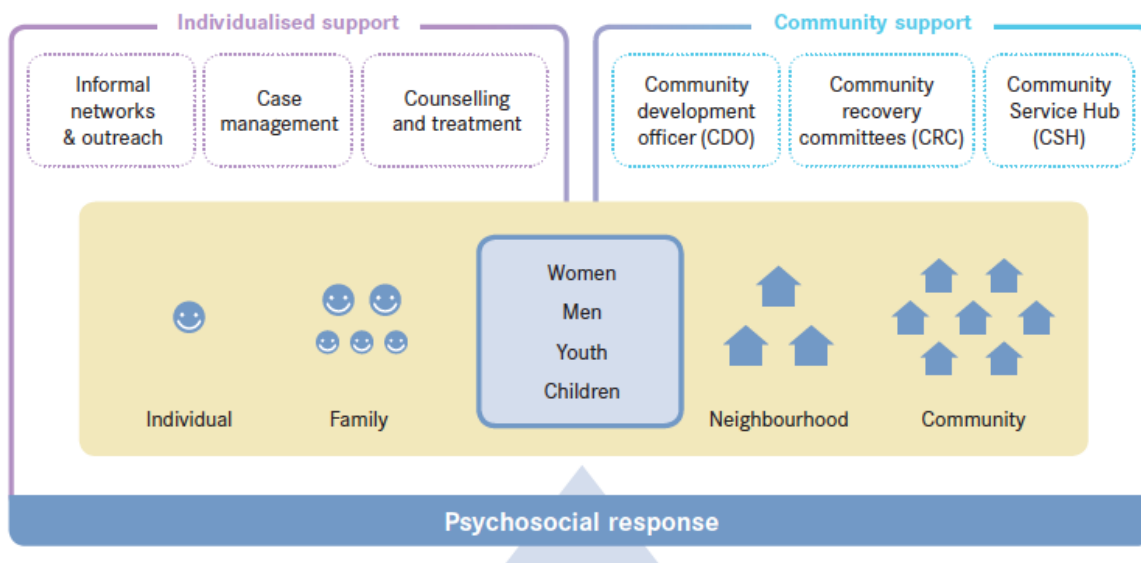 Individualised support
Community support
Informal
networks
& outreach
Case
management
Counselling
and treatment
Community
development
officer (CDO)
Community
recovery
committees (CRC)
Community
Service Hub
(CSH)
Women
Men
Youth
Children
Individual
Family
Neighbourhood
Community
Psychosocial response